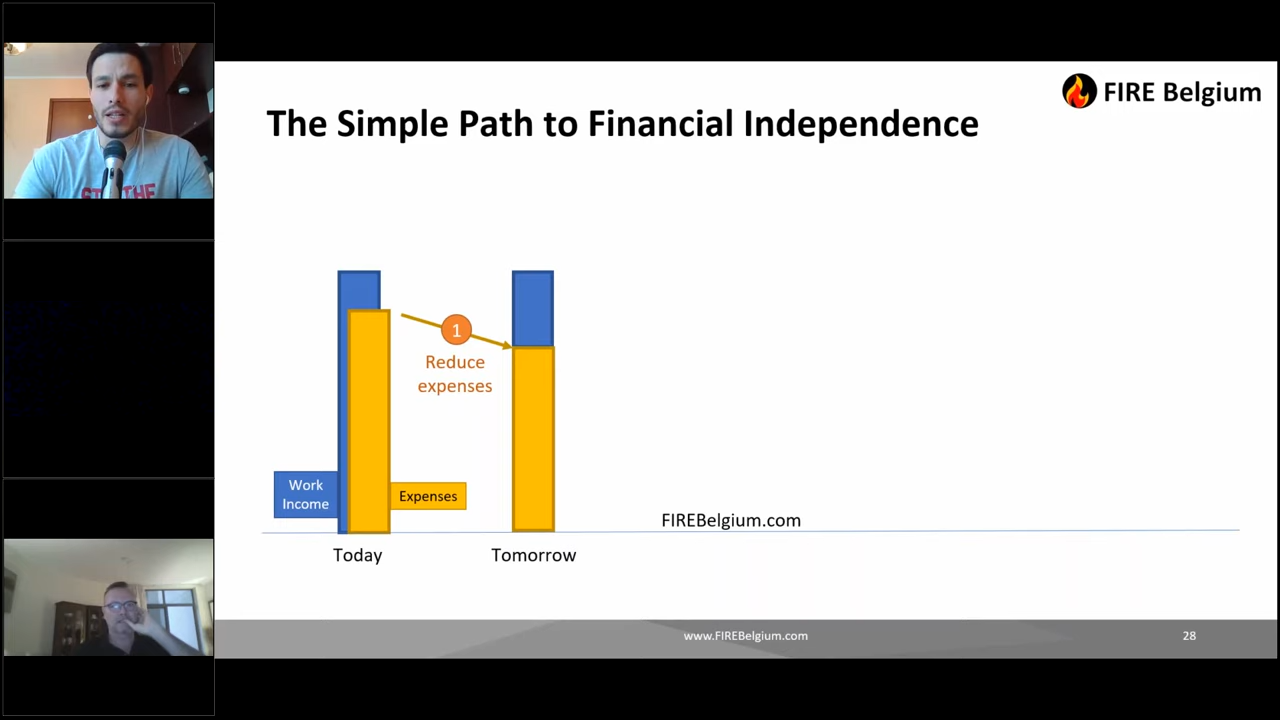 FIRE Belgium
The Simple Path to Financial Independence
1
Reduce
expenses
Work
Income
Expenses
FIREBelgium.com
Today
Tomorrow
www.FIREBelgium.com
28